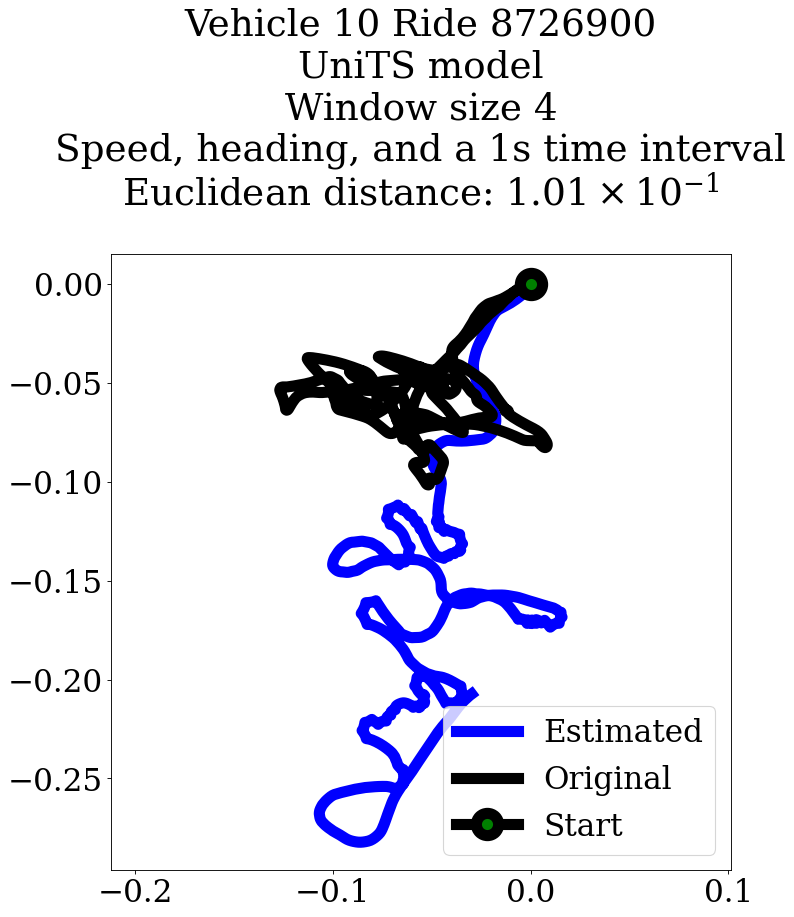 Vehicle 10 Ride 8726900
UniTS model
Window size 4
Speed, heading, and a 1s time interval
Euclidean distance: 1.01 × 10⁻¹
0.00
−0.05
−0.10
−0.15
−0.20
−0.25
Estimated
Original
Start
−0.2
−0.1
0.0
0.1